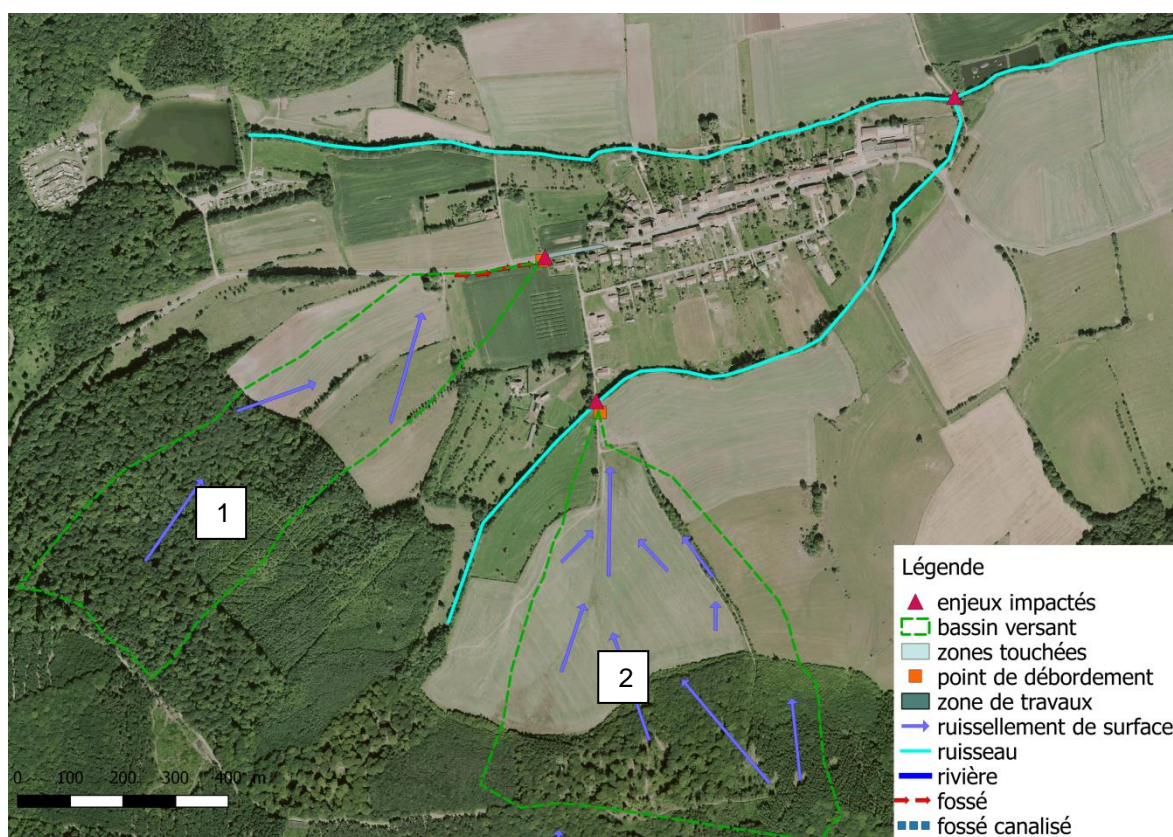 1
2
0 100 200 300 400 m
Légende
enjeux impactés
bassin versant
zones touchées
point de débordement
zone de travaux
ruissellement de surface
ruisseau
rivière
fossé
fossé canalisé